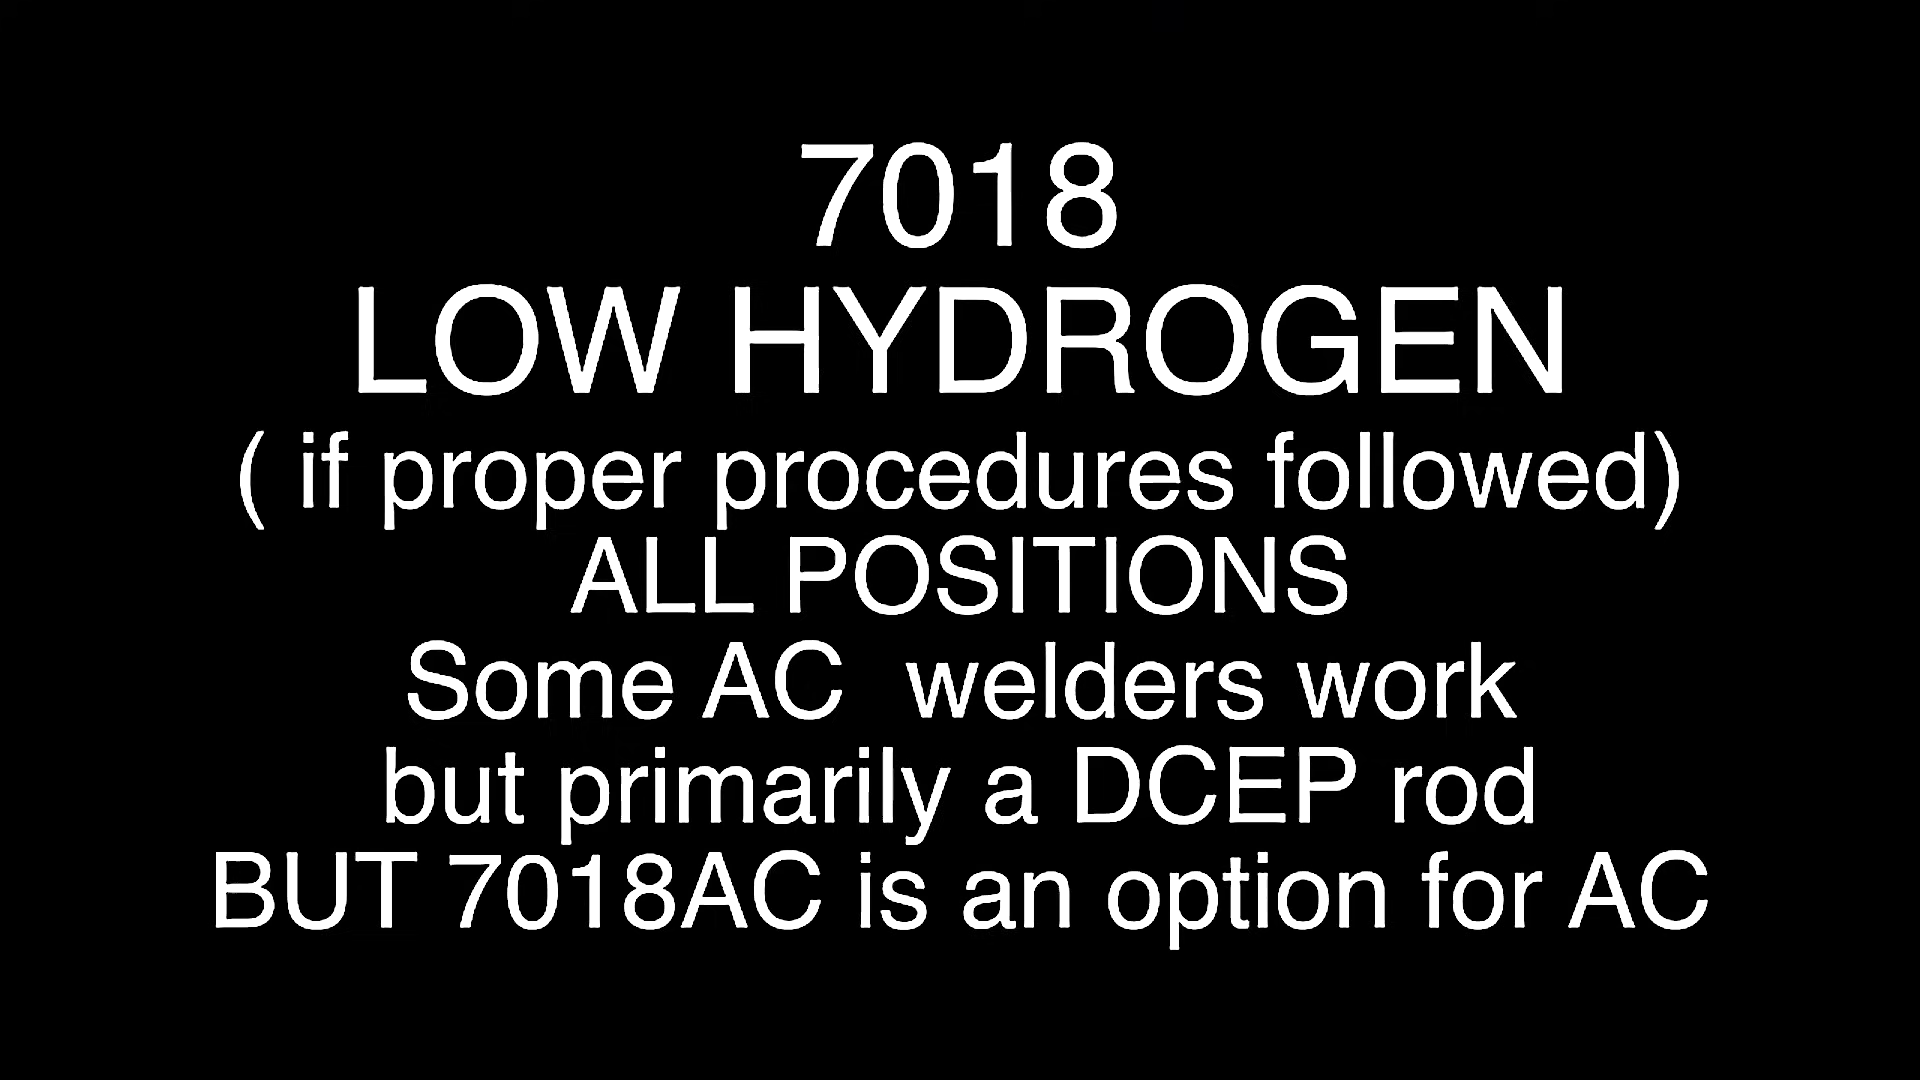 7018
LOW HYDROGEN
( if proper procedures followed)
ALL POSITIONS
Some AC  welders work
but primarily a DCEP rod
BUT 7018AC is an option for AC